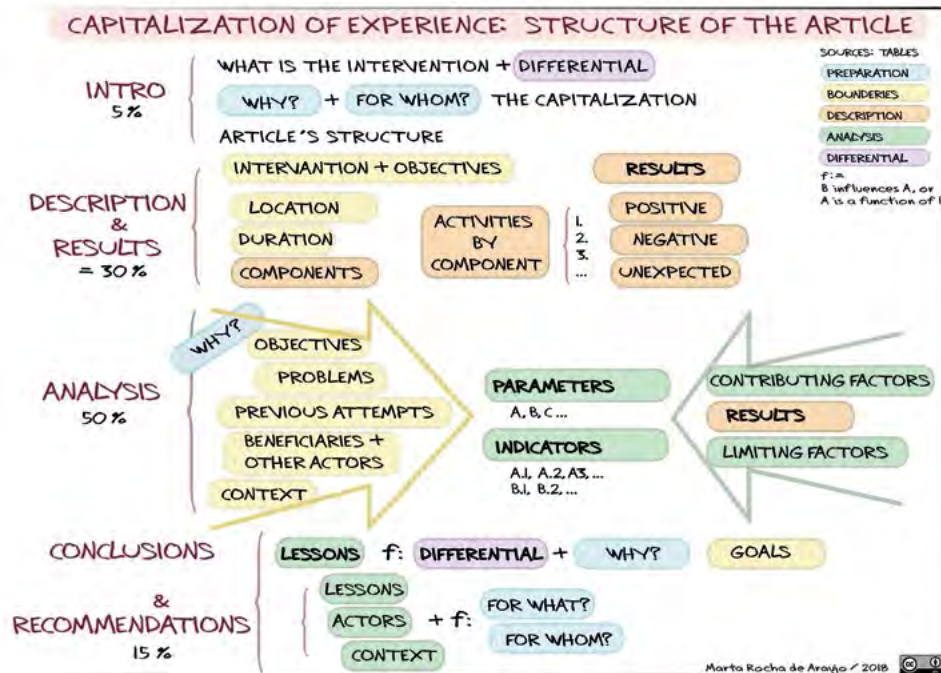 CAPITALIZATION OF EXPERIENCE: STRUCTURE OF THE ARTICLE
SOURCES: TABLES
PREPARATION
BOUNDERIES
DESCRIPTION
ANALYSIS
DIFFERENTIAL
f:=
B influences A, or
A is a function of
INTRO
5%
WHAT IS THE INTERVENTION + DIFFERENTIAL
WHY? + FOR WHOM? THE CAPITALIZATION
ARTICLE'S STRUCTURE
DESCRIPTION
&
RESULTS
= 30%
INTERVANTION + OBJECTIVES
LOCATION
DURATION
COMPONENTS
ACTIVITIES
BY
COMPONENT
1.
2.
3.
...
RESULTS
POSITIVE
NEGATIVE
UNEXPECTED
ANALYSIS
50%
WHY?
OBJECTIVES
PROBLEMS
PREVIOUS ATTEMPTS
BENEFICIARIES +
OTHER ACTORS
CONTEXT
PARAMETERS
A, B, C ...
INDICATORS
A.1, A.2, A3, ...
B.1, B.2, ...
CONTRIBUTING FACTORS
RESULTS
LIMITING FACTORS
CONCLUSIONS
&
RECOMMENDATIONS
15%
LESSONS f: DIFFERENTIAL + WHY? GOALS
LESSONS
ACTORS
CONTEXT
+ f:
FOR WHAT?
FOR WHOM?
Marta Rocha de Araujo / 2018